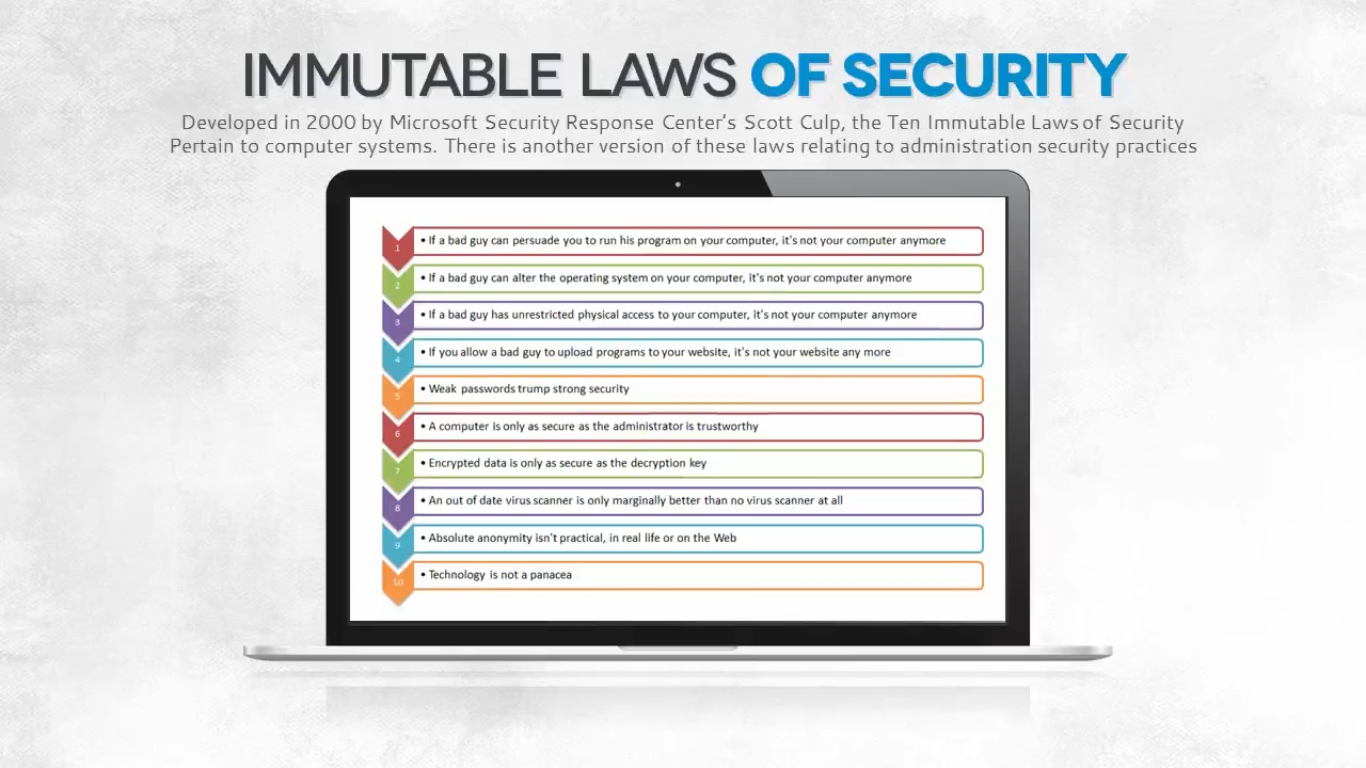 IMMUTABLE LAWS OF SECURITY
Developed in 2000 by Microsoft Security Response Center's Scott Culp, the Ten Immutable Laws of Security
Pertain to computer systems. There is another version of these laws relating to administration security practices
1 • If a bad guy can persuade you to run his program on your computer, it's not your computer anymore
2 • If a bad guy can alter the operating system on your computer, it's not your computer anymore
3 • If a bad guy has unrestricted physical access to your computer, it's not your computer anymore
4 • If you allow a bad guy to upload programs to your website, it's not your website any more
5 • Weak passwords trump strong security
6 • A computer is only as secure as the administrator is trustworthy
7 • Encrypted data is only as secure as the decryption key
8 • An out of date virus scanner is only marginally better than no virus scanner at all
9 • Absolute anonymity isn't practical, in real life or on the Web
10 • Technology is not a panacea